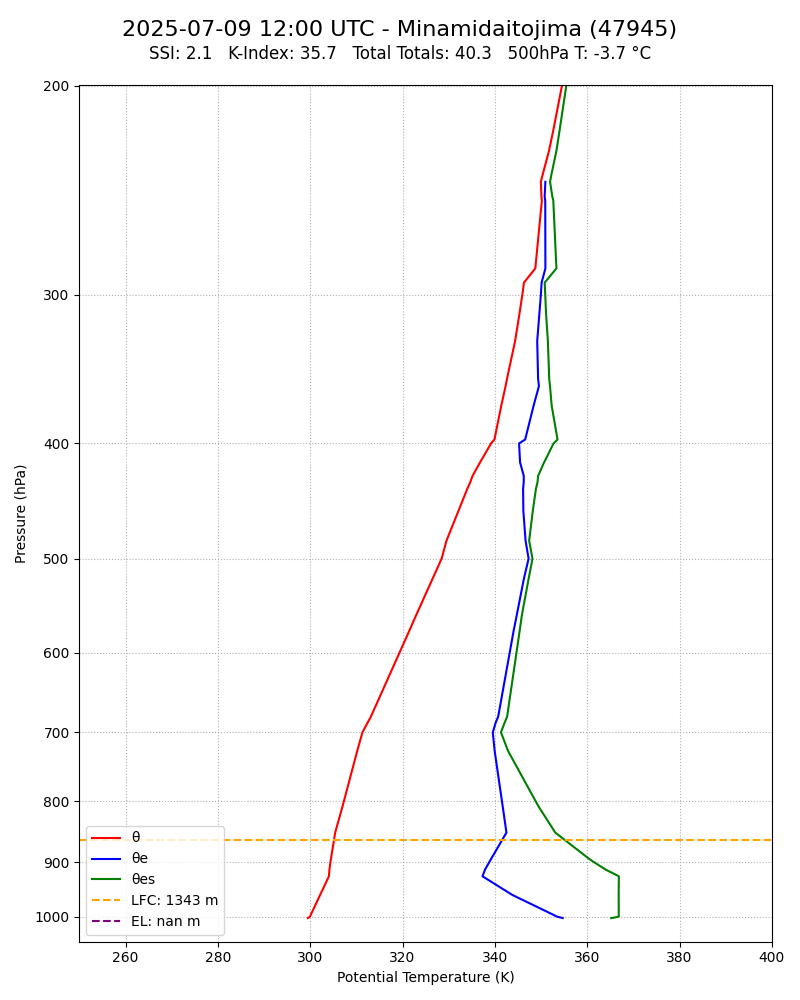 2025-07-09 12:00 UTC - Minamidaitojima (47945)
SSI: 2.1   K-Index: 35.7   Total Totals: 40.3   500hPa T: -3.7 °C
Pressure (hPa)
200
300
400
500
600
700
800
900
1000
θ
θe
θes
LFC: 1343 m
EL: nan m
260 280 300 320 340 360 380 400
Potential Temperature (K)